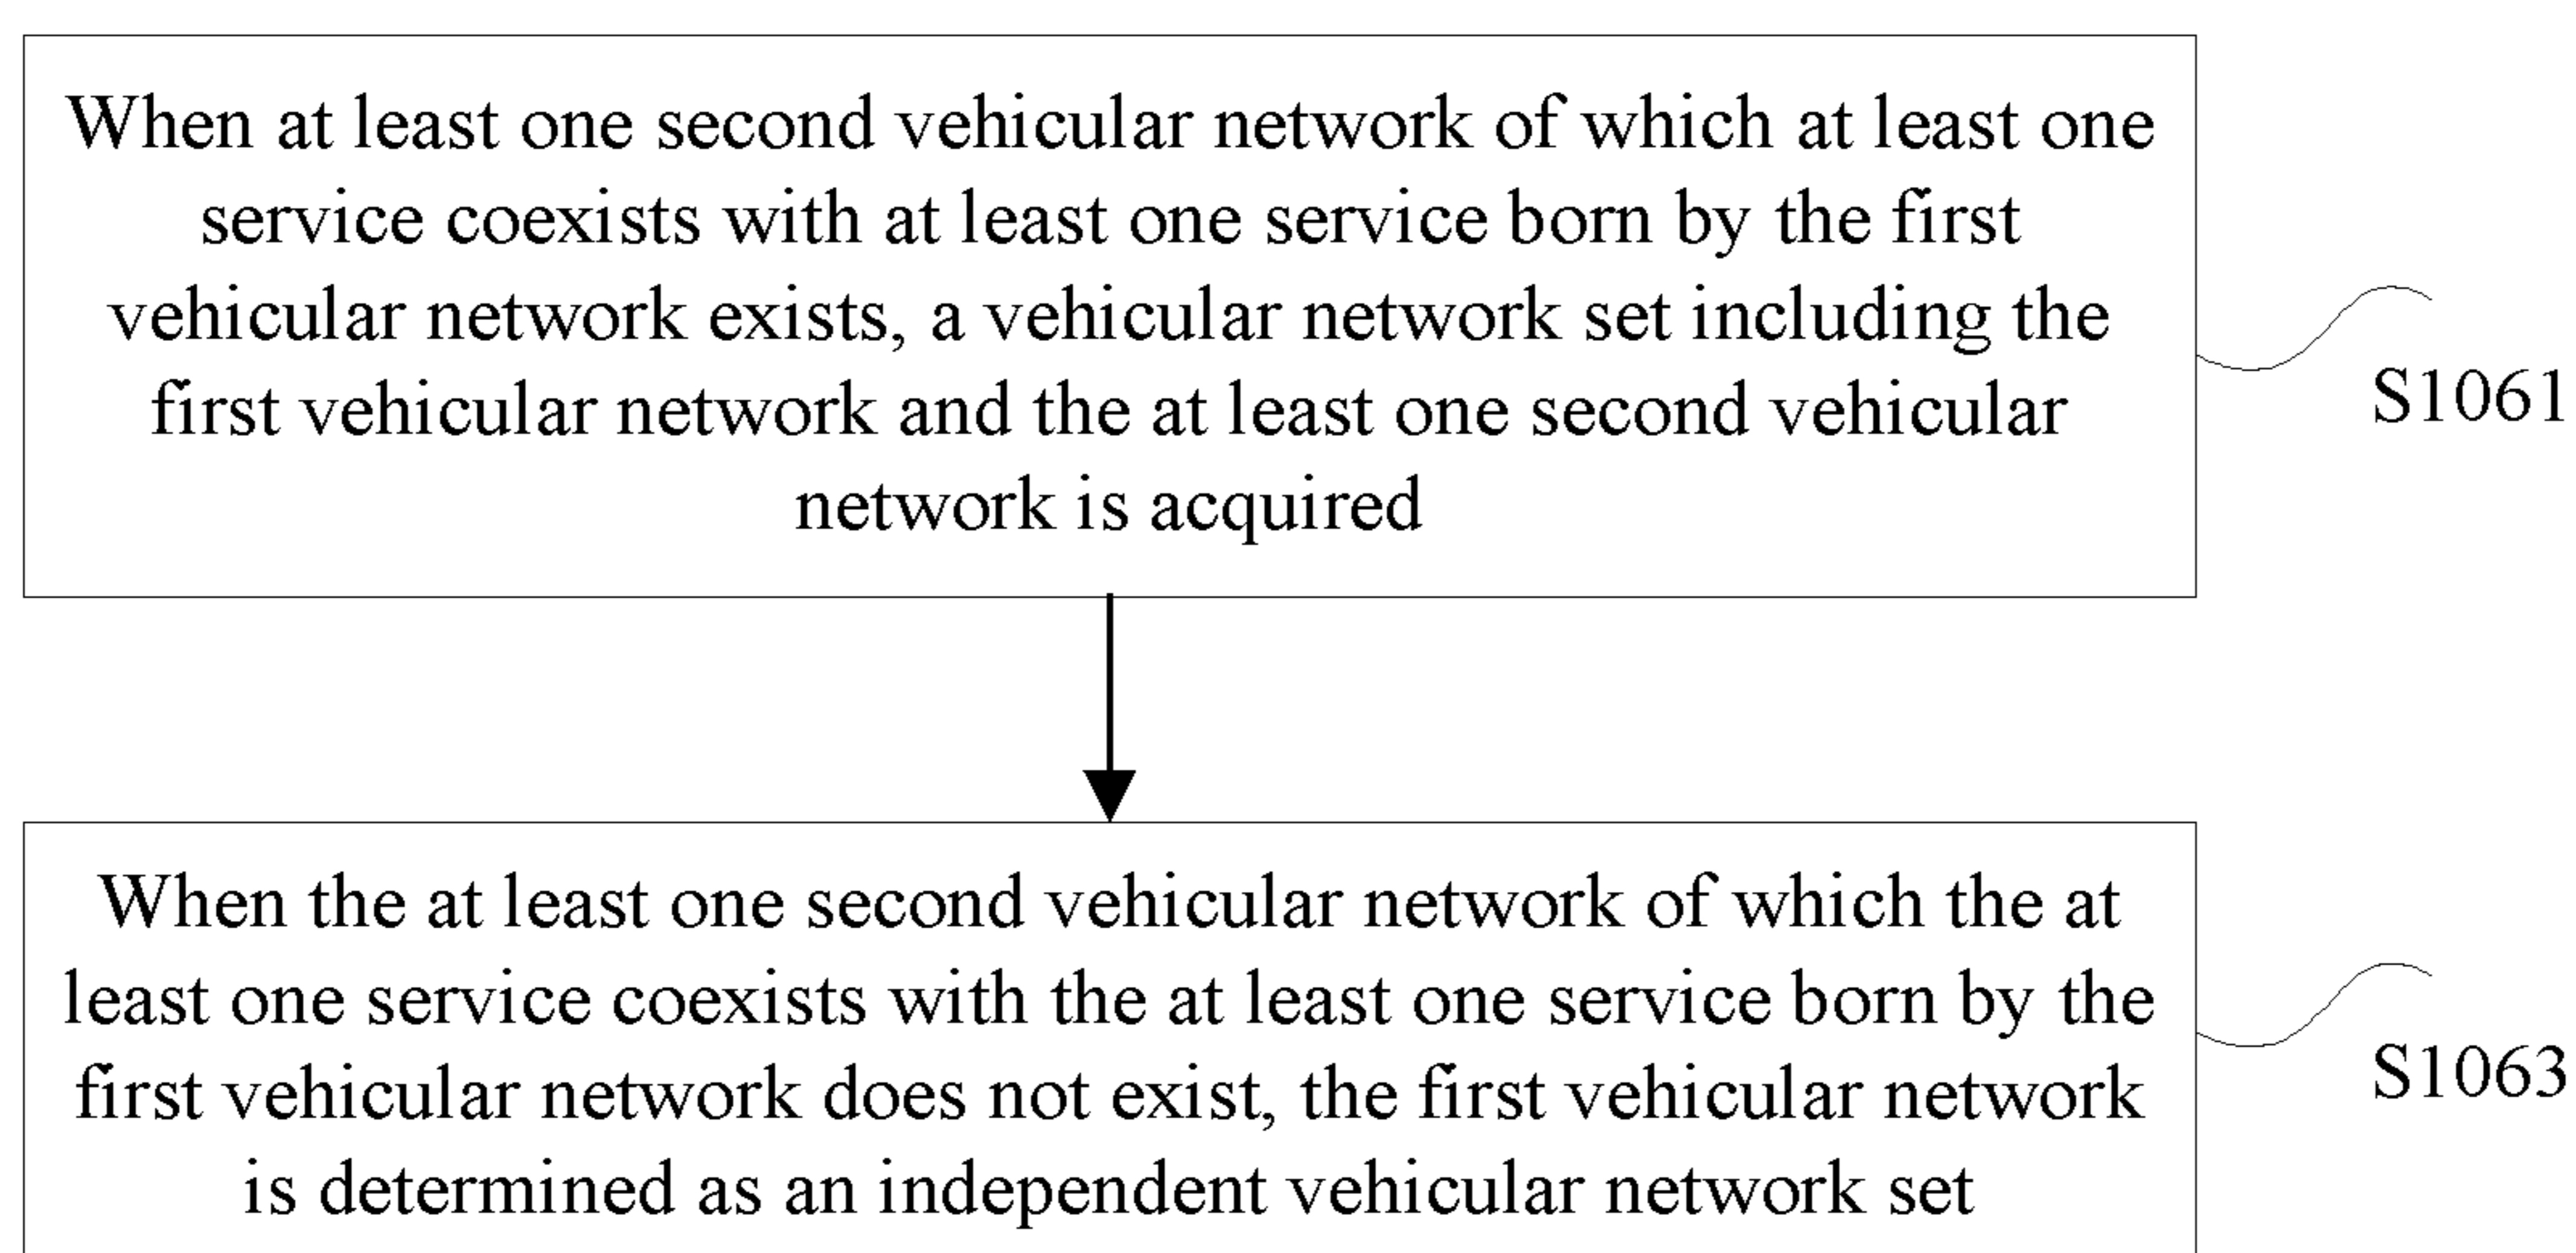 When at least one second vehicular network of which at least one
service coexists with at least one service born by the first
vehicular network exists, a vehicular network set including the
first vehicular network and the at least one second vehicular
network is acquired
S1061
When the at least one second vehicular network of which the at
least one service coexists with the at least one service born by the
first vehicular network does not exist, the first vehicular network
is determined as an independent vehicular network set
S1063